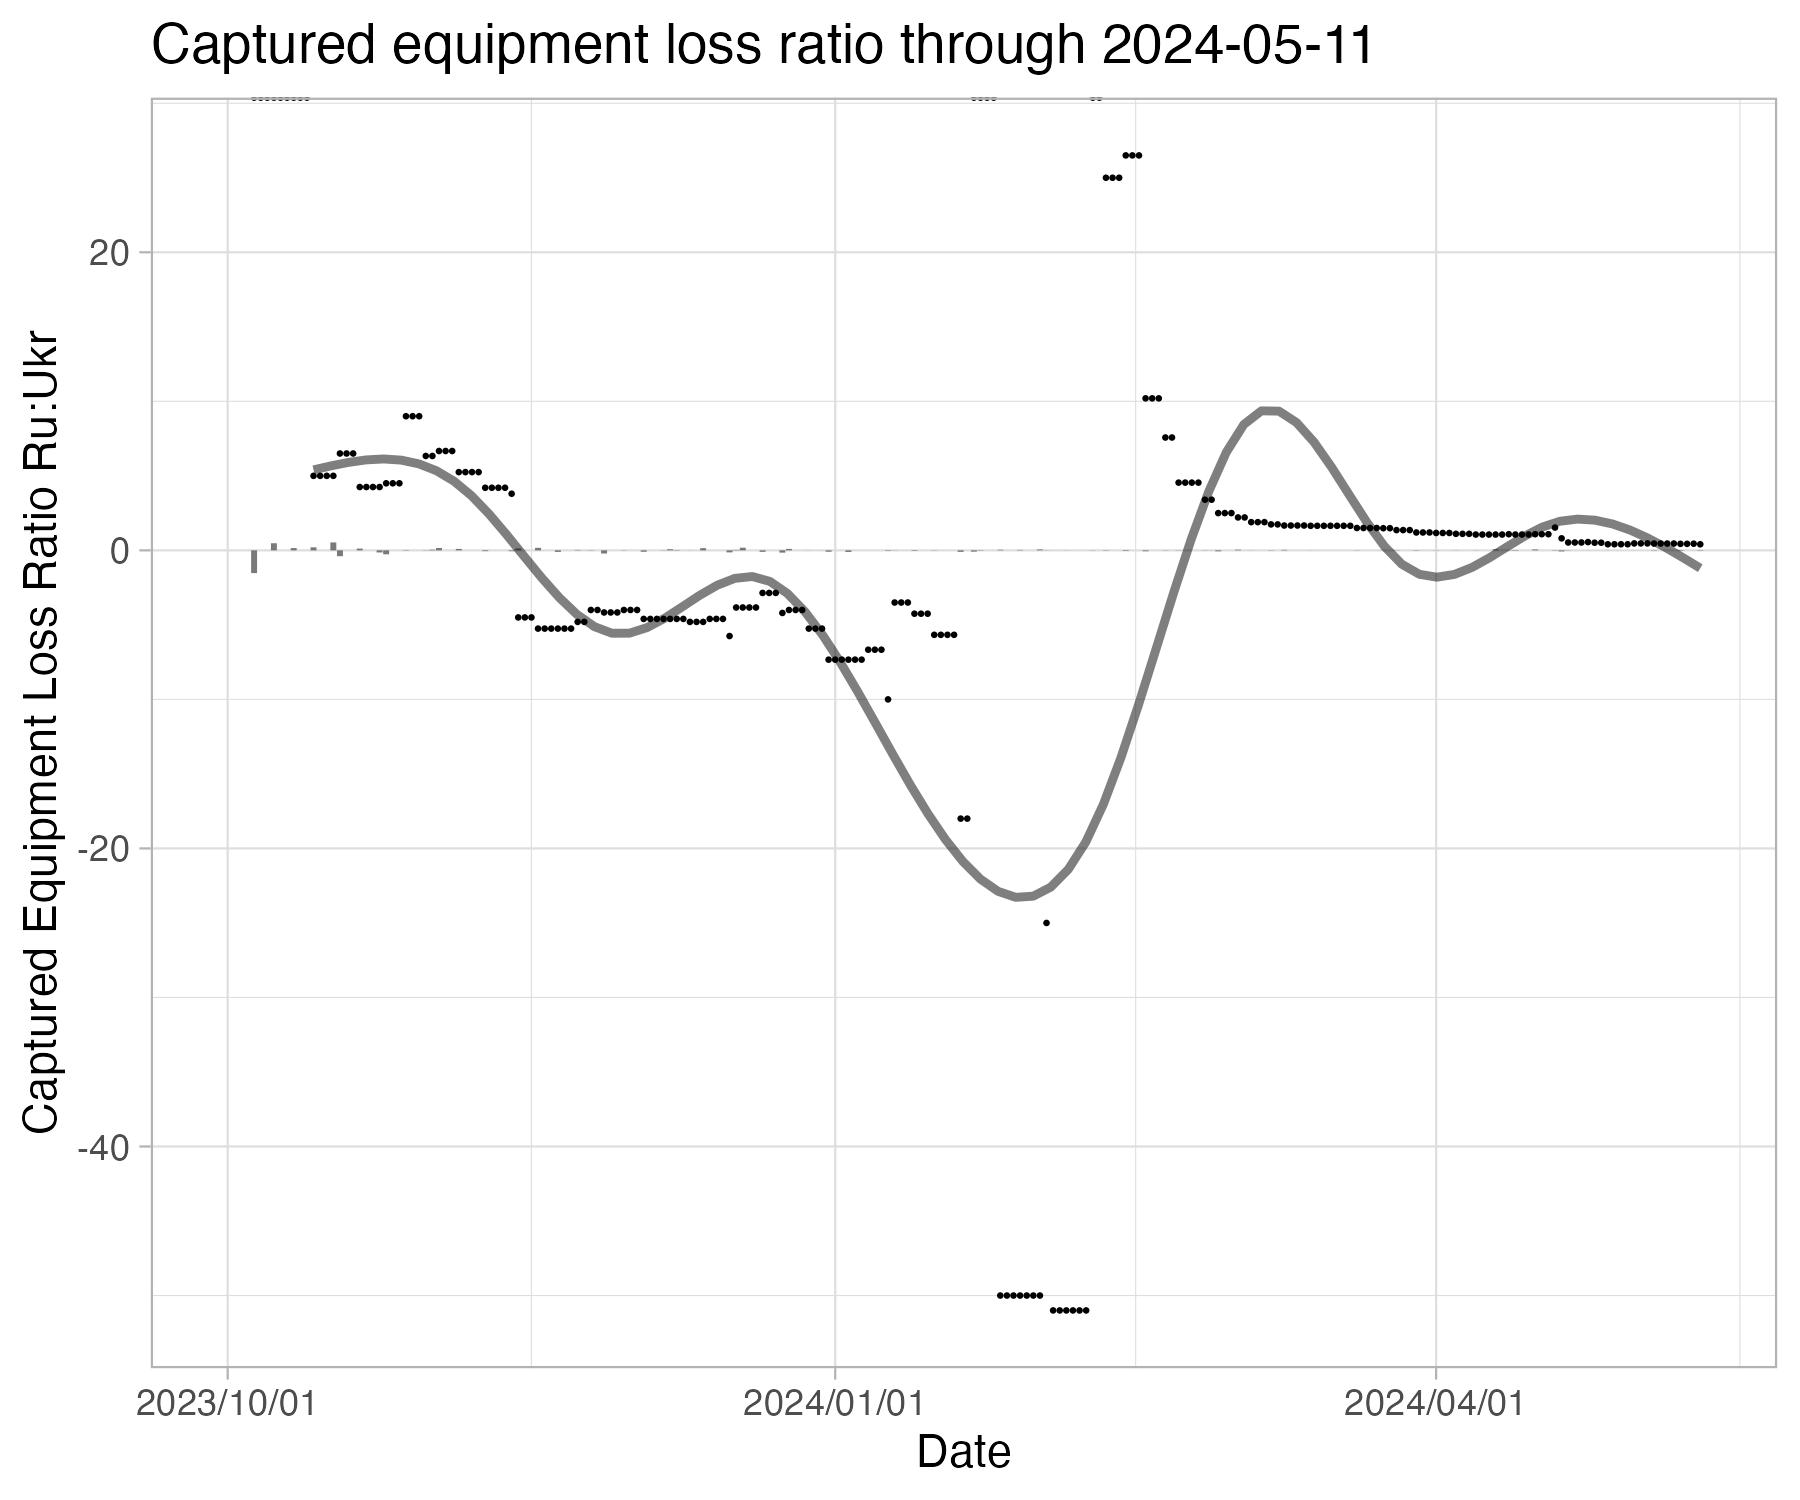 Captured equipment loss ratio through 2024-05-11
Captured Equipment Loss Ratio Ru:Ukr
20
0
-20
-40
2023/10/01
2024/01/01
2024/04/01
Date